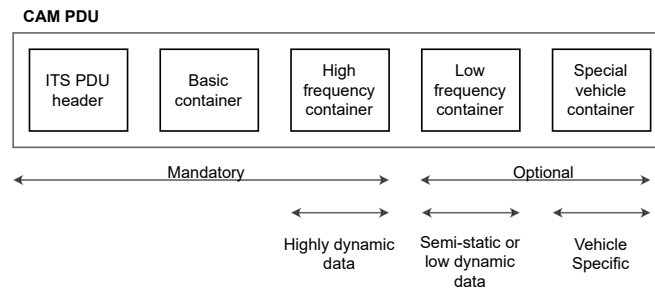 CAM PDU
ITS PDU
header
Basic
container
High
frequency
container
Low
frequency
container
Special
vehicle
container
Mandatory
Optional
Highly dynamic
data
Semi-static or
low dynamic
data
Vehicle
Specific